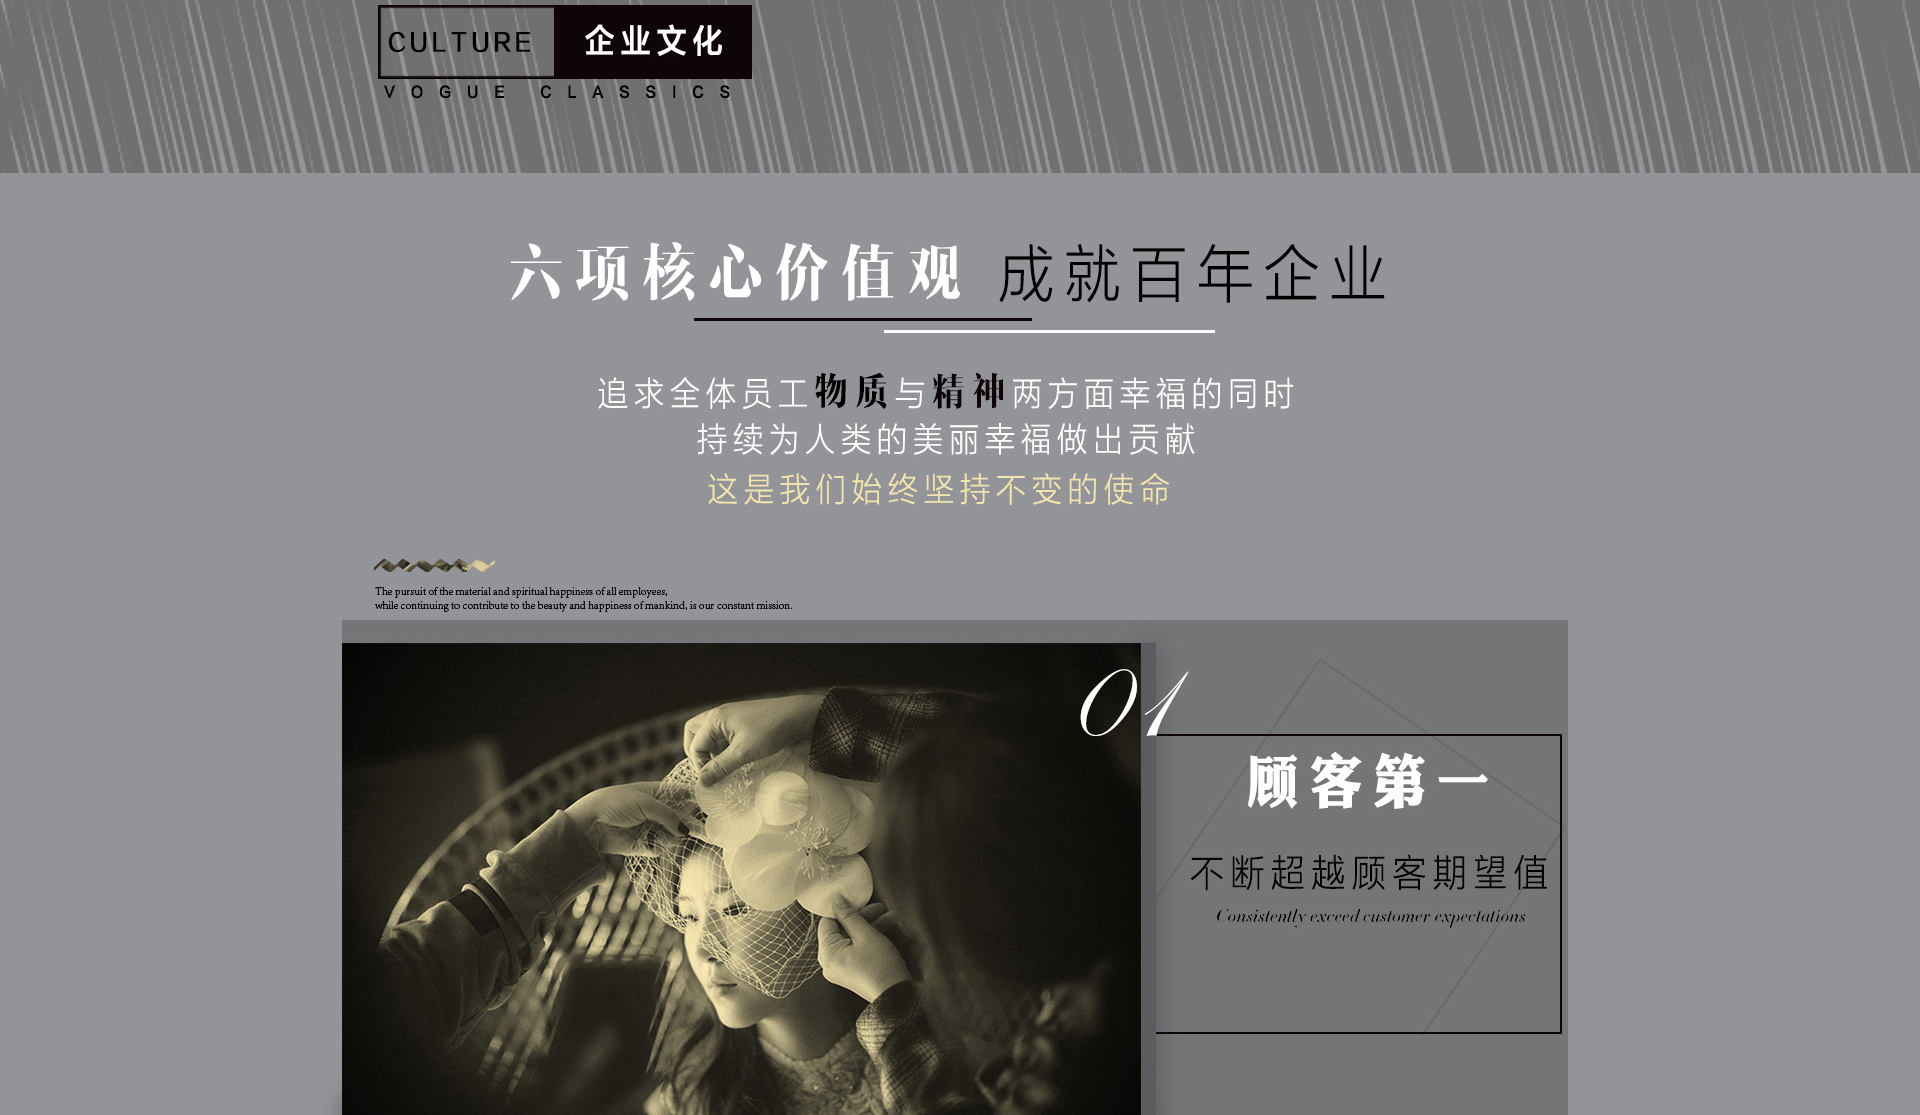 CULTURE 企业文化
VOGUE CLASSICS
六项核心价值观 成就百年企业
追求全体员工物质与精神两方面幸福的同时
持续为人类的美丽幸福做出贡献
这是我们始终坚持不变的使命
The pursuit of the material and spiritual happiness of all employees,
while continuing to contribute to the beauty and happiness of mankind, is our constant mission.
01
顾客第一
不断超越顾客期望值
Consistently exceed customer expectations